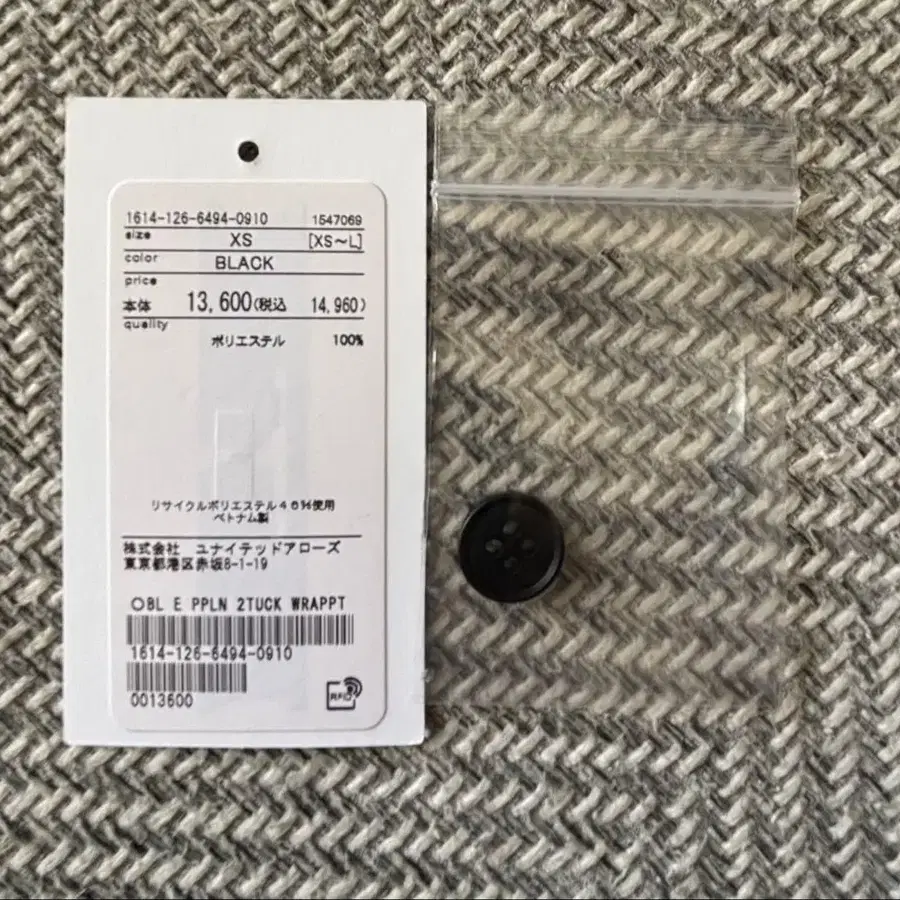 1614-126-6494-0910 1547069
size XS [XS~L]
color BLACK
price
本体 13,600(税込 14,960)
quality
ポリエステル 100%
リサイクルポリエステル46%使用
ベトナム製
株式会社 ユナイテッドアローズ
東京都港区赤坂8-1-19
○BL E PPLN 2TUCK WRAPPT
1614-126-6494-0910
0013600
RFID